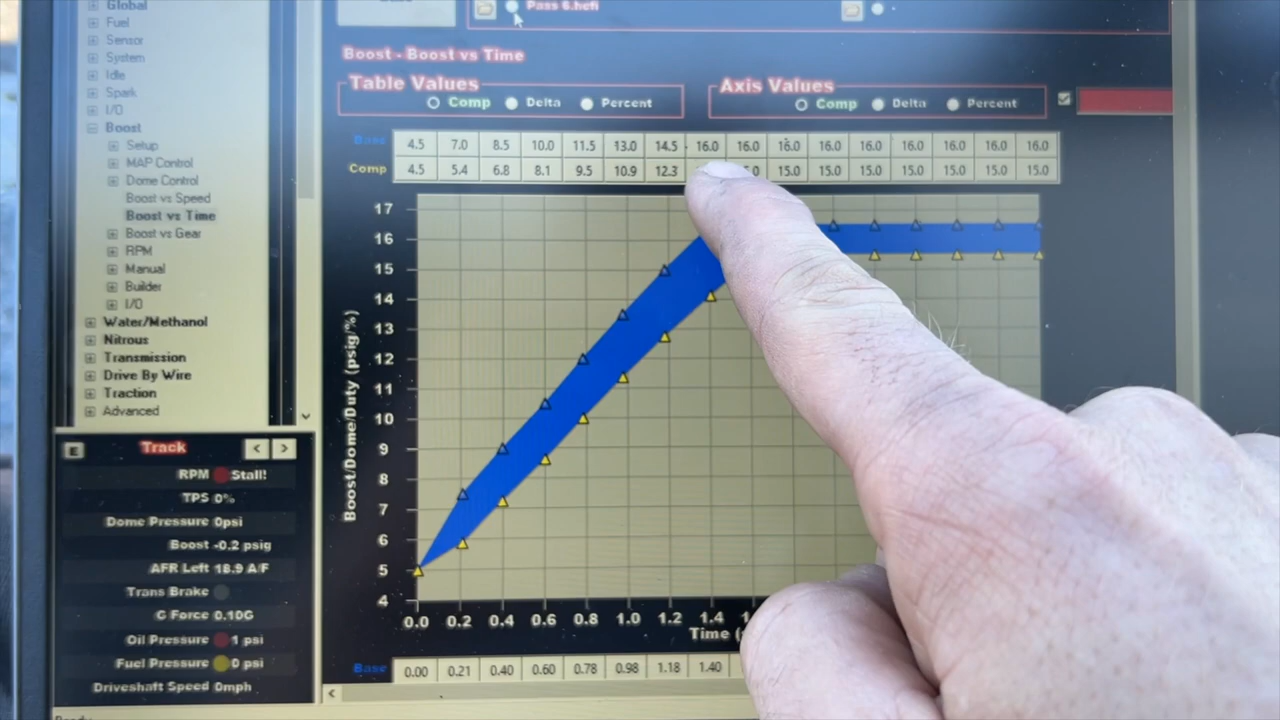 Global
Fuel
Sensor
System
Idle
Spark
I/O
Boost
Setup
MAP Control
Dome Control
Boost vs Speed
Boost vs Time
Boost vs Gear
RPM
Manual
Builder
I/O
Water/Methanol
Nitrous
Transmission
Drive By Wire
Traction
Advanced
E Track < >
RPM Stall!
TPS 0%
Dome Pressure 0psi
Boost -0.2 psig
AFR Left 18.9 A/F
Trans Brake
G Force 0.10G
Oil Pressure 1 psi
Fuel Pressure 0 psi
Driveshaft Speed 0mph
Pass 6.hefi
Boost - Boost vs Time
Table Values
Comp Delta Percent
Axis Values
Comp Delta Percent
Base 4.5 7.0 8.5 10.0 11.5 13.0 14.5 16.0 16.0 16.0 16.0 16.0 16.0 16.0 16.0 16.0
Comp 4.5 5.4 6.8 8.1 9.5 10.9 12.3 15.0 15.0 15.0 15.0 15.0 15.0 15.0
17
16
15
14
13
12
11
10
9
8
7
6
5
4
Boost/Dome/Duty (psig/%)
0.0 0.2 0.4 0.6 0.8 1.0 1.2 1.4
Time
Base 0.00 0.21 0.40 0.60 0.78 0.98 1.18 1.40